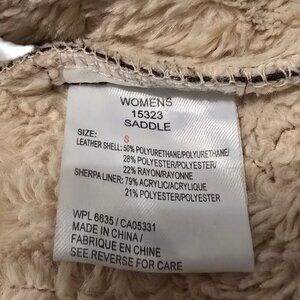 WOMENS
15323
SADDLE
SIZE: S
LEATHER SHELL: 50% POLYURETHANE/POLYURETHANE/
28% POLYESTER/POLYESTER/
22% RAYON/RAYONNE
SHERPA LINER: 79% ACRYLIC/ACRYLIQUE
21% POLYESTER/POLYESTER
WPL 6635 / CA05331
MADE IN CHINA /
FABRIQUE EN CHINE
SEE REVERSE FOR CARE